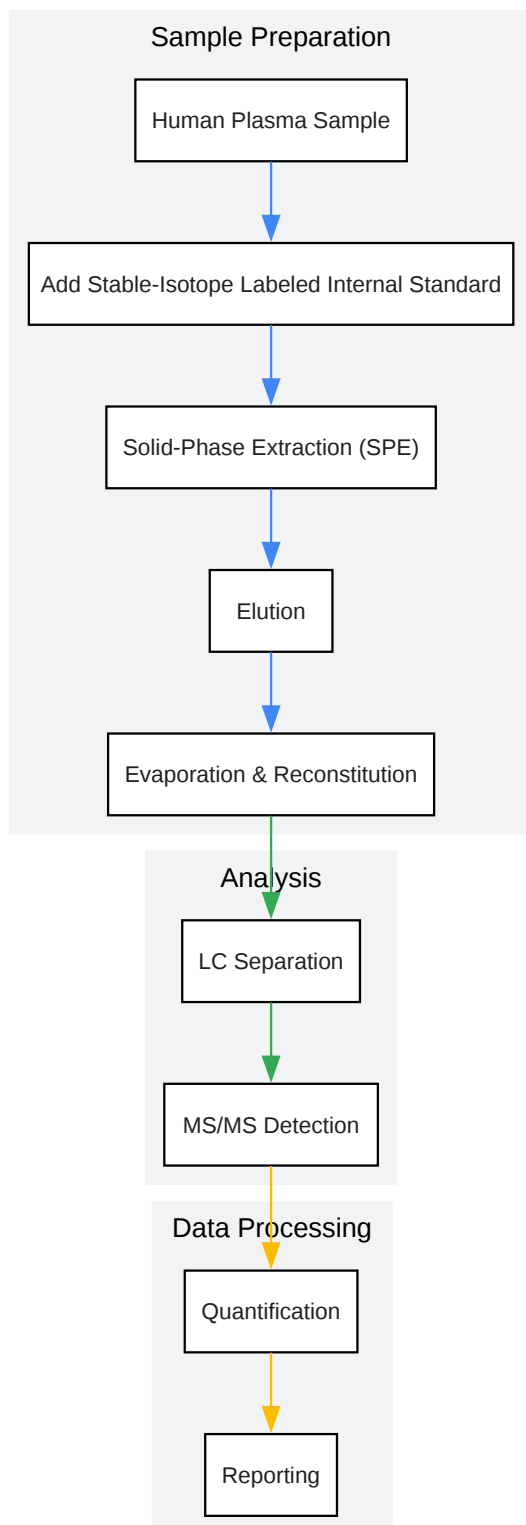 Sample Preparation
Human Plasma Sample
Add Stable-Isotope Labeled Internal Standard
Solid-Phase Extraction (SPE)
Elution
Evaporation & Reconstitution
Analysis
LC Separation
MS/MS Detection
Data Processing
Quantification
Reporting